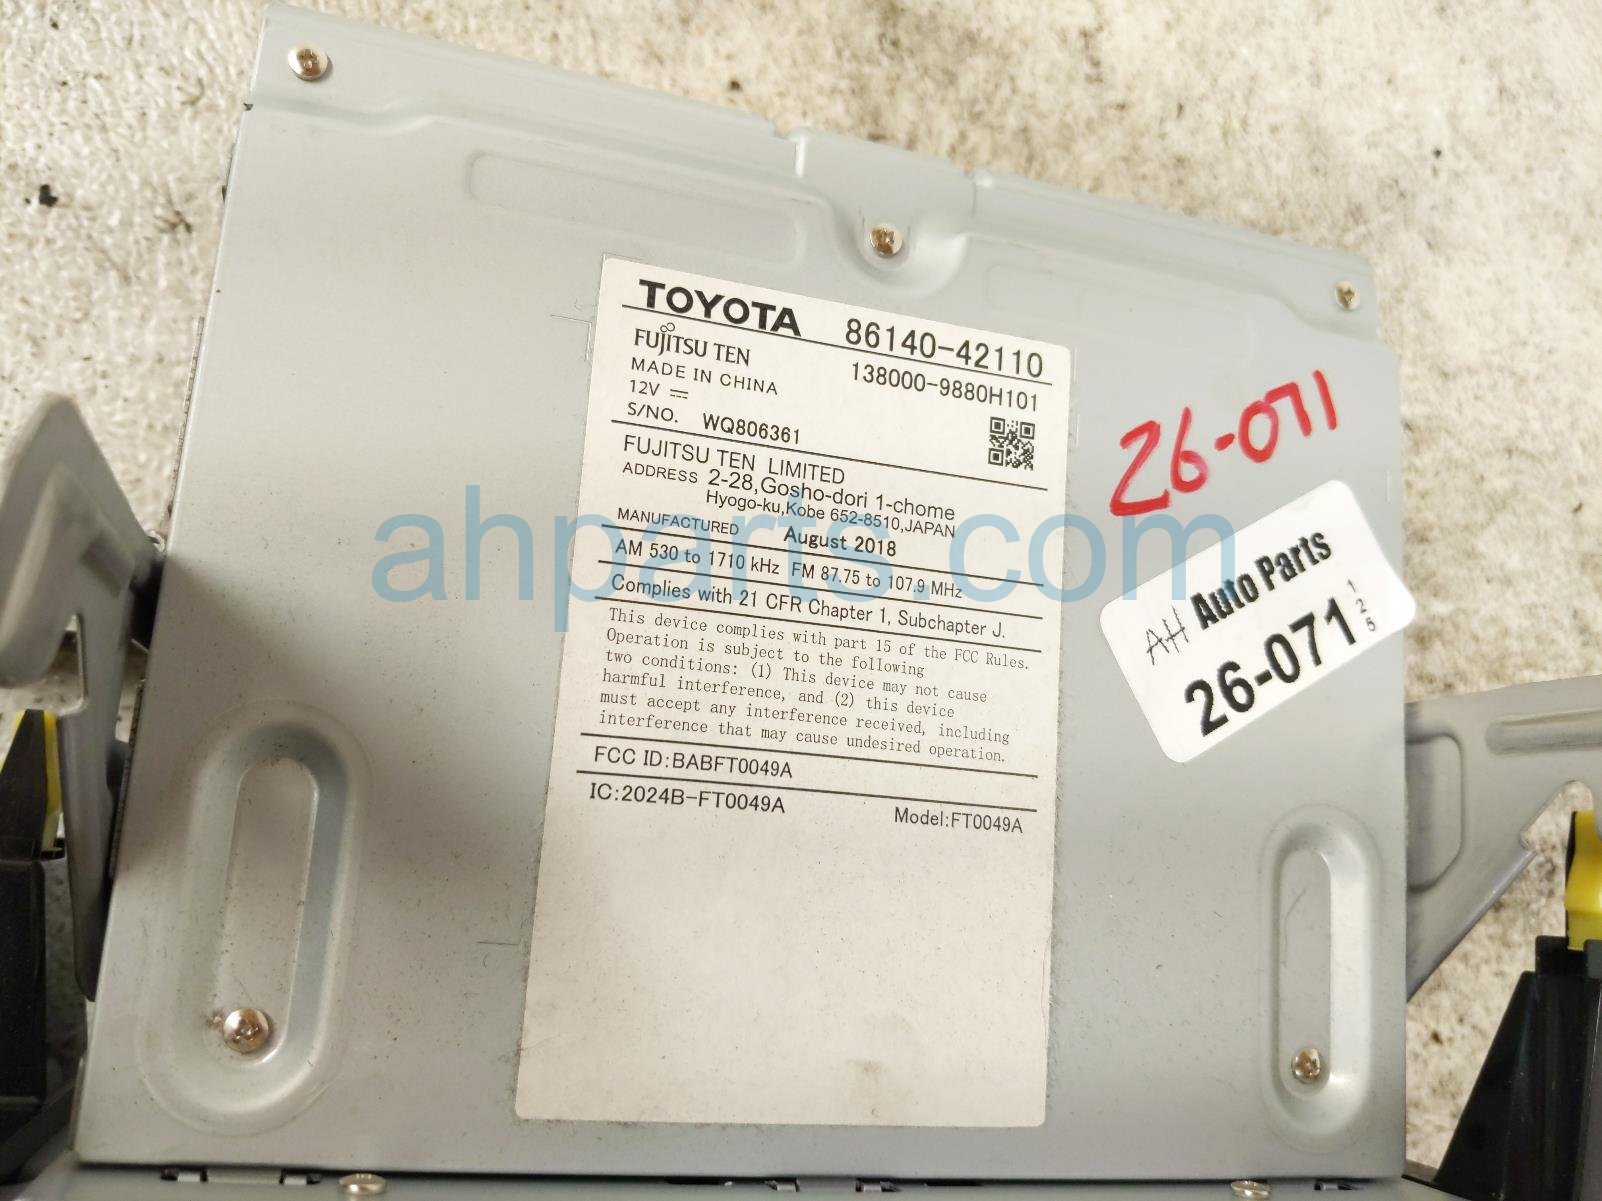 TOYOTA 86140-42110
FUJITSU TEN 138000-9880H101
MADE IN CHINA
12V
S/NO. WQ806361
FUJITSU TEN LIMITED
ADDRESS 2-28,Gosho-dori 1-chome
Hyogo-ku,Kobe 652-8510,JAPAN
MANUFACTURED August 2018
AM 530 to 1710 kHz FM 87.75 to 107.9 MHz
Complies with 21 CFR Chapter 1, Subchapter J.
This device complies with part 15 of the FCC Rules.
Operation is subject to the following
two conditions: (1) This device may not cause
harmful interference, and (2) this device
must accept any interference received, including
interference that may cause undesired operation.
FCC ID:BABFT0049A
IC:2024B-FT0049A Model:FT0049A
26-071
AH Auto Parts
26-071
125
ahparts.com